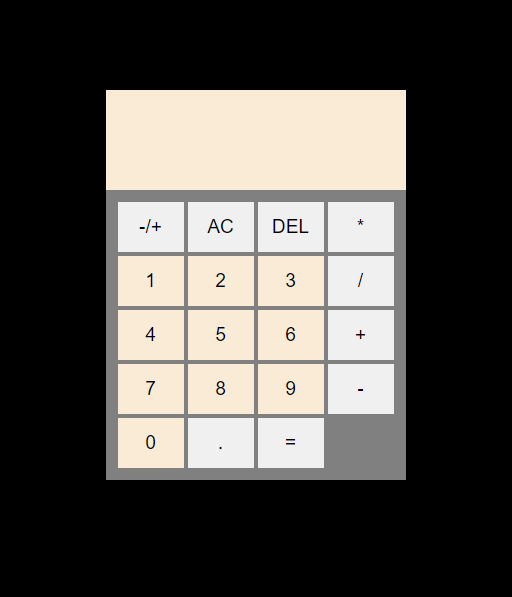 -/+ AC DEL *
1 2 3 /
4 5 6 +
7 8 9 -
0 . =